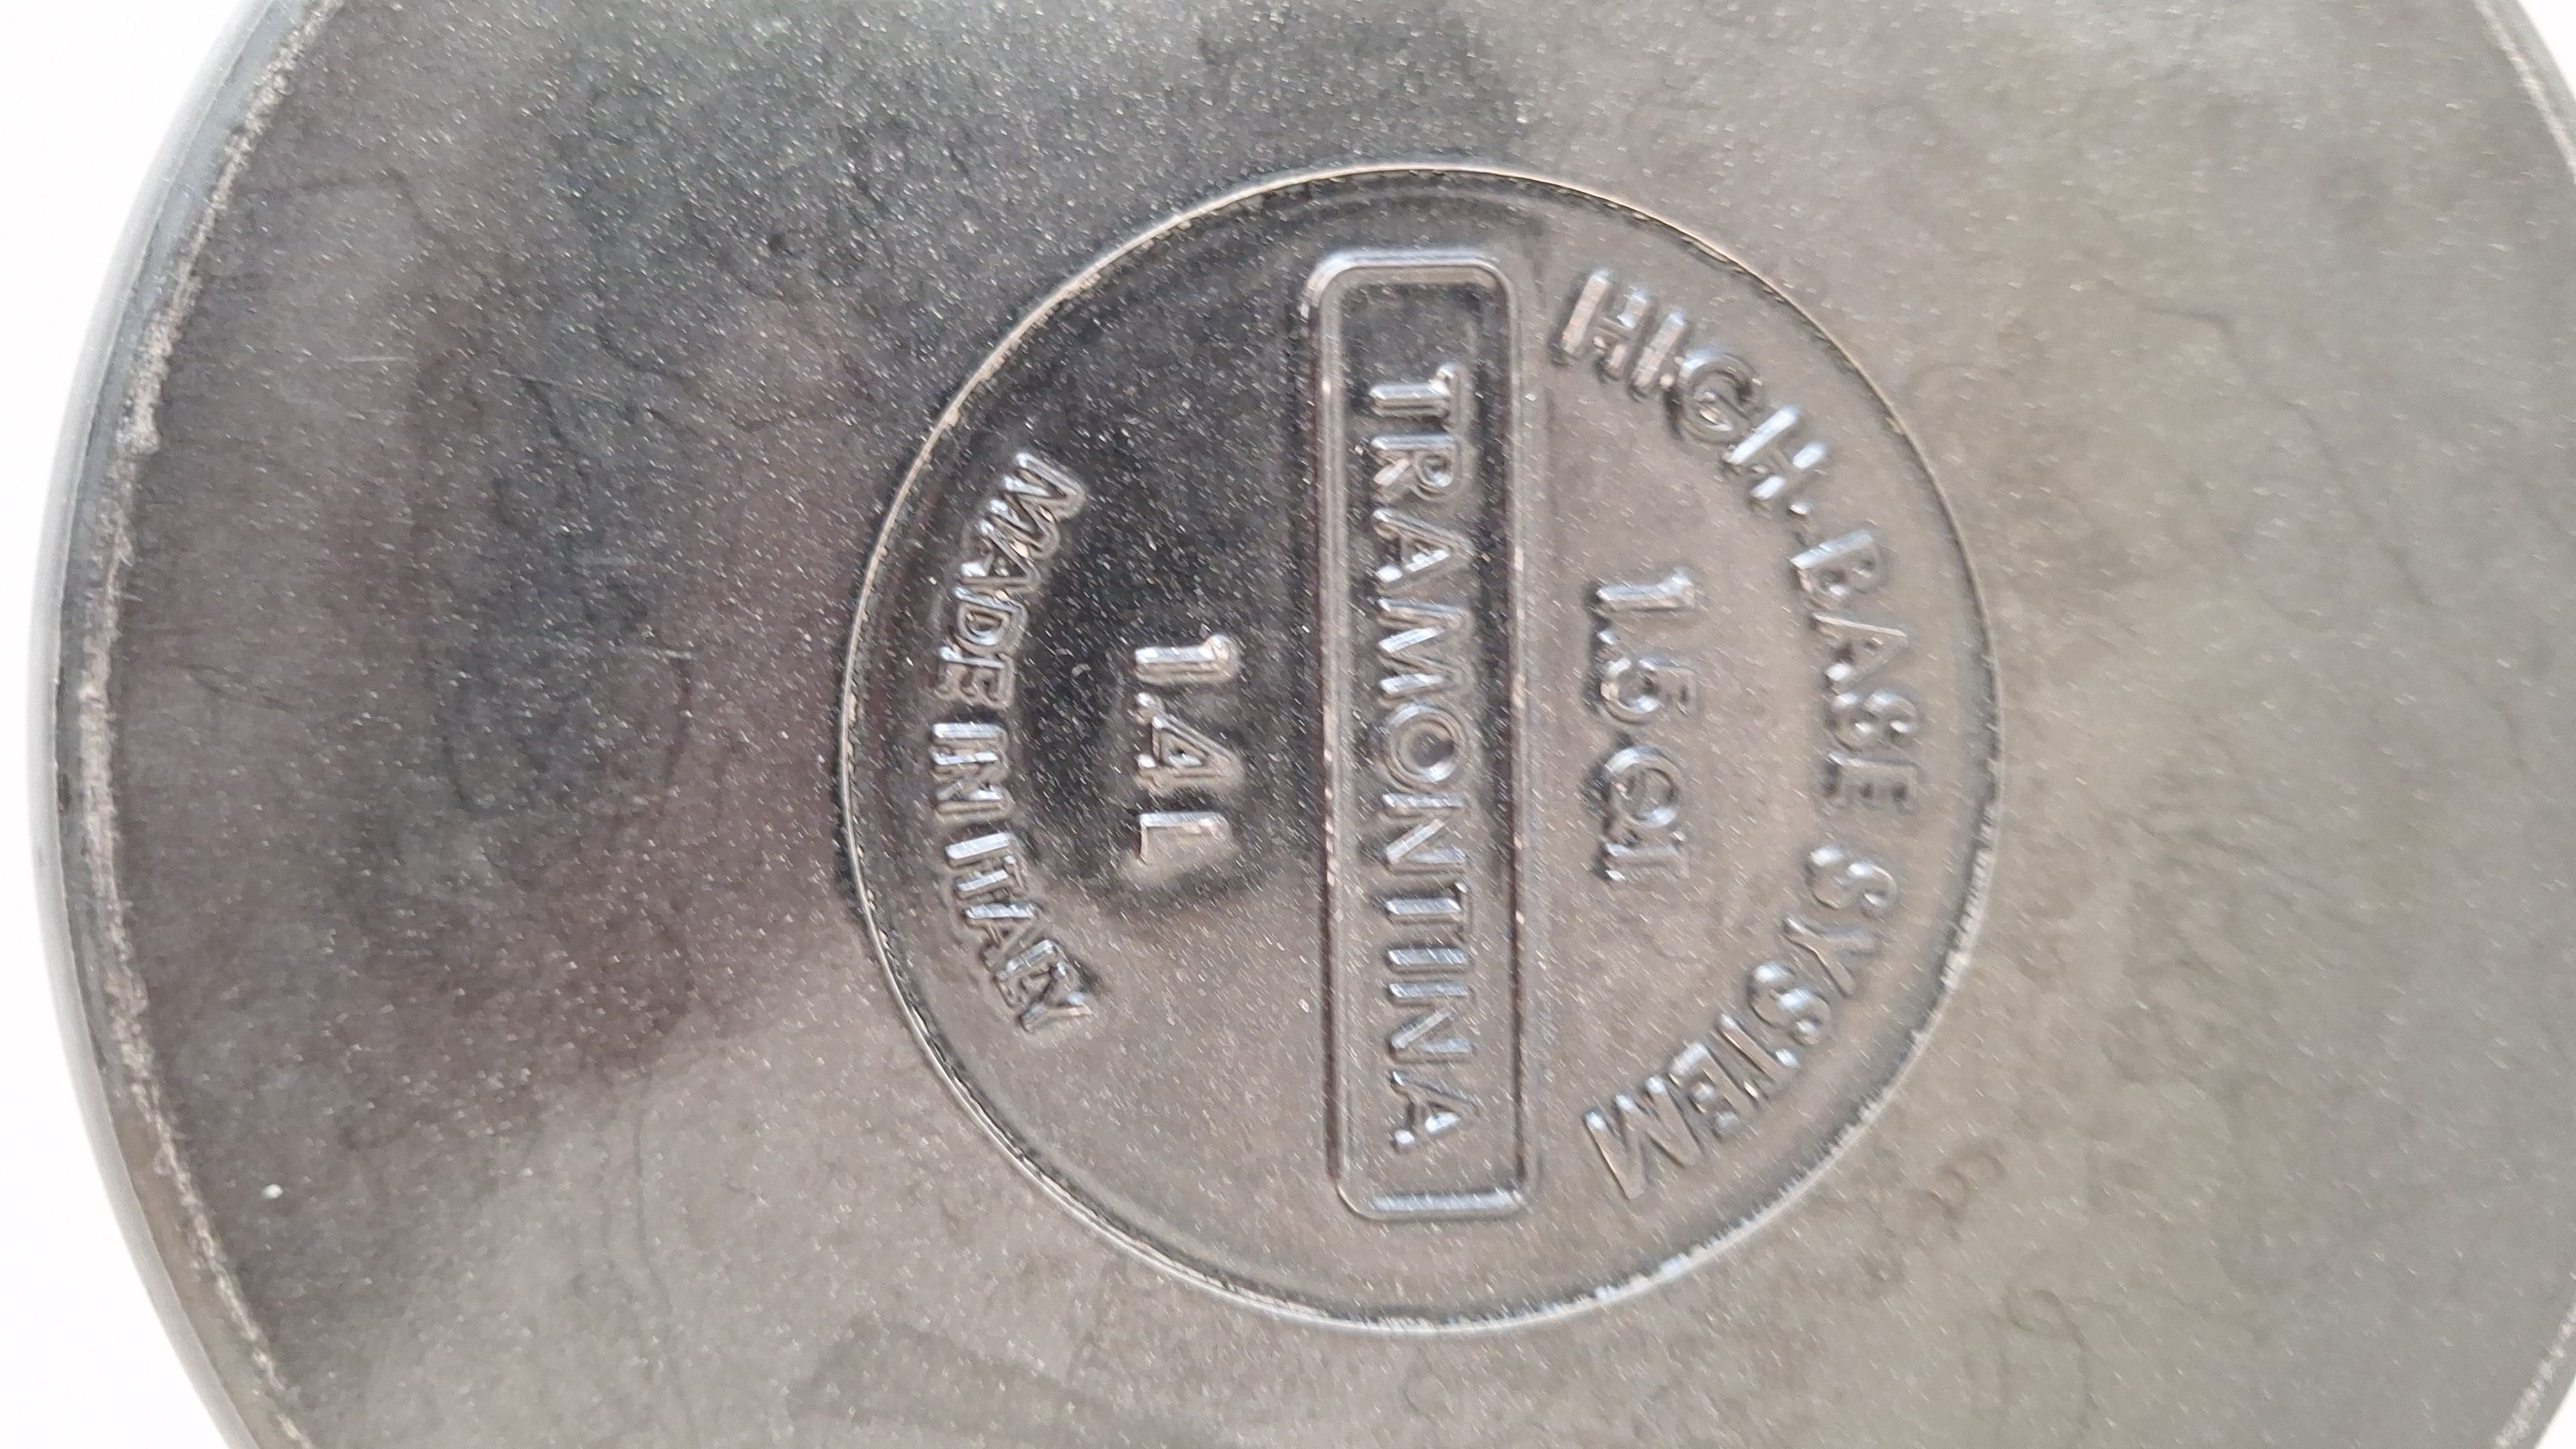 HIGH BASE SYSTEM
1.5 QT
TRAMONTINA
1.4 L
MADE IN ITALY